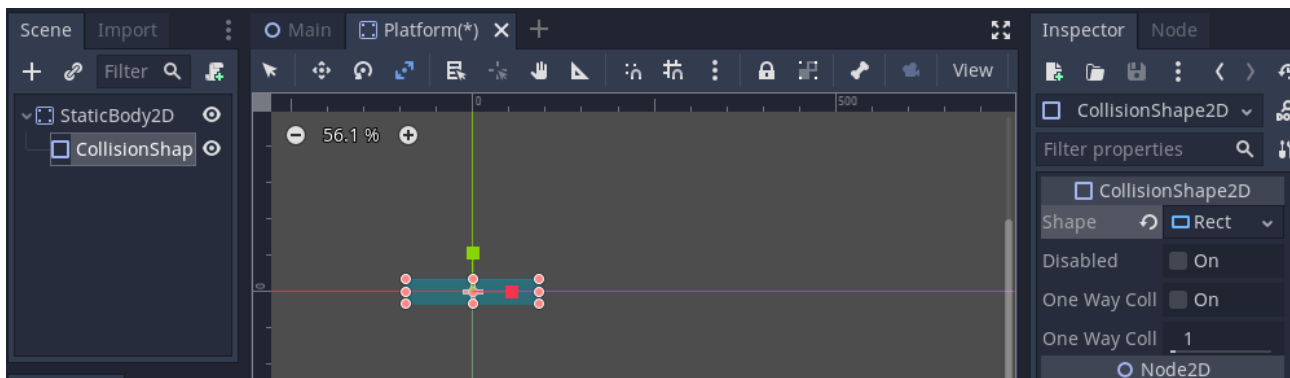 Scene Import
Filter
StaticBody2D
CollisionShap
Main Platform(*)
View
0 500
56.1 %
0
Inspector Node
CollisionShape2D
Filter properties
CollisionShape2D
Shape Rect
Disabled On
One Way Coll On
One Way Coll 1
Node2D